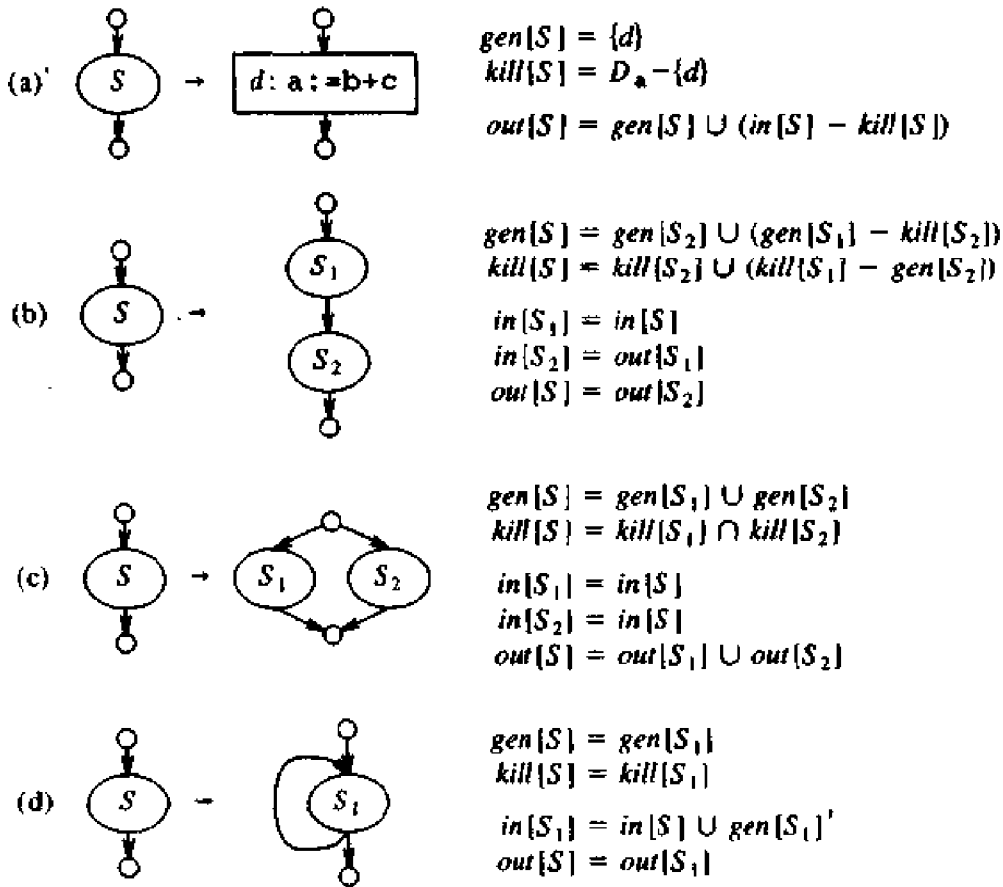 gen[S] = {d}
kill[S] = Da - {d}
(a)' S → d: a:=b+c
out[S] = gen[S] ∪ (in[S] - kill[S])
gen[S] = gen[S2] ∪ (gen[S1] - kill[S2])
kill[S] = kill[S2] ∪ (kill[S1] - gen[S2])
(b) S → S1 S2
in[S1] = in[S]
in[S2] = out[S1]
out[S] = out[S2]
gen[S] = gen[S1] ∪ gen[S2]
kill[S] = kill[S1] ∩ kill[S2]
(c) S → S1 S2
in[S1] = in[S]
in[S2] = in[S]
out[S] = out[S1] ∪ out[S2]
gen[S] = gen[S1]
kill[S] = kill[S1]
(d) S → S1
in[S1] = in[S] ∪ gen[S1]'
out[S] = out[S1]